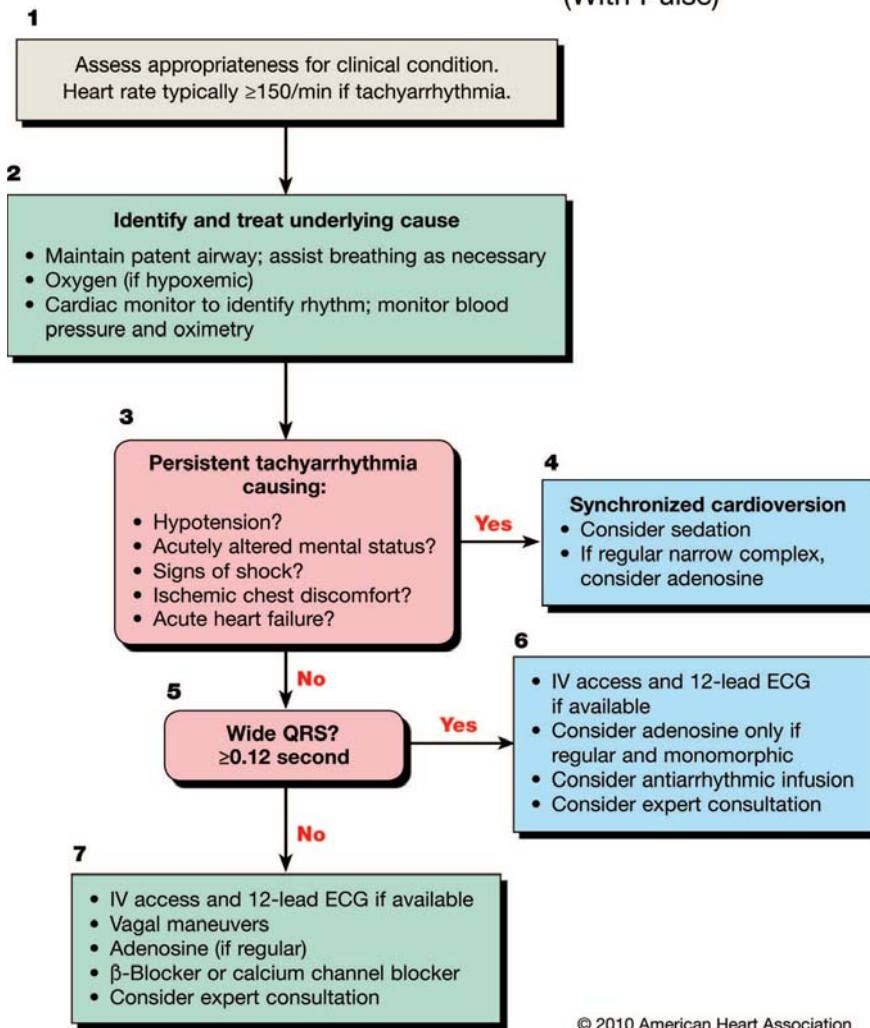 (With Pulse)
1
Assess appropriateness for clinical condition.
Heart rate typically ≥150/min if tachyarrhythmia.
2
Identify and treat underlying cause
• Maintain patent airway; assist breathing as necessary
• Oxygen (if hypoxemic)
• Cardiac monitor to identify rhythm; monitor blood
pressure and oximetry
3
Persistent tachyarrhythmia
causing:
• Hypotension?
• Acutely altered mental status?
• Signs of shock?
• Ischemic chest discomfort?
• Acute heart failure?
Yes
4
Synchronized cardioversion
• Consider sedation
• If regular narrow complex,
consider adenosine
No
5
Wide QRS?
≥0.12 second
Yes
6
• IV access and 12-lead ECG
if available
• Consider adenosine only if
regular and monomorphic
• Consider antiarrhythmic infusion
• Consider expert consultation
No
7
• IV access and 12-lead ECG if available
• Vagal maneuvers
• Adenosine (if regular)
• β-Blocker or calcium channel blocker
• Consider expert consultation
© 2010 American Heart Association